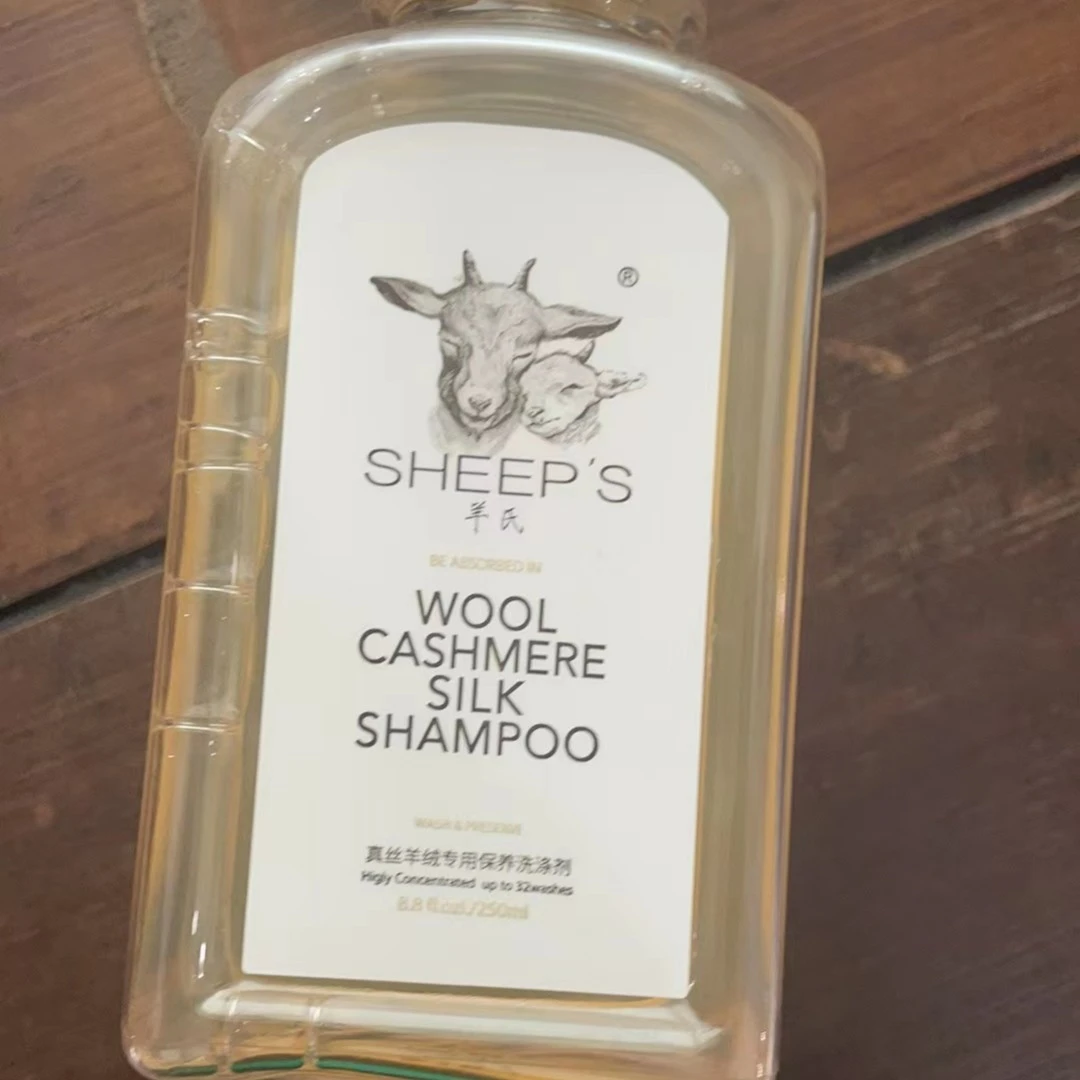 ®
SHEEP'S
羊氏
BE ABSORBED IN
WOOL
CASHMERE
SILK
SHAMPOO
WASH & PRESERVE
真丝羊绒专用保养洗涤剂
Higly Concentrated up to 32washes
8.8 fl.oz./250ml